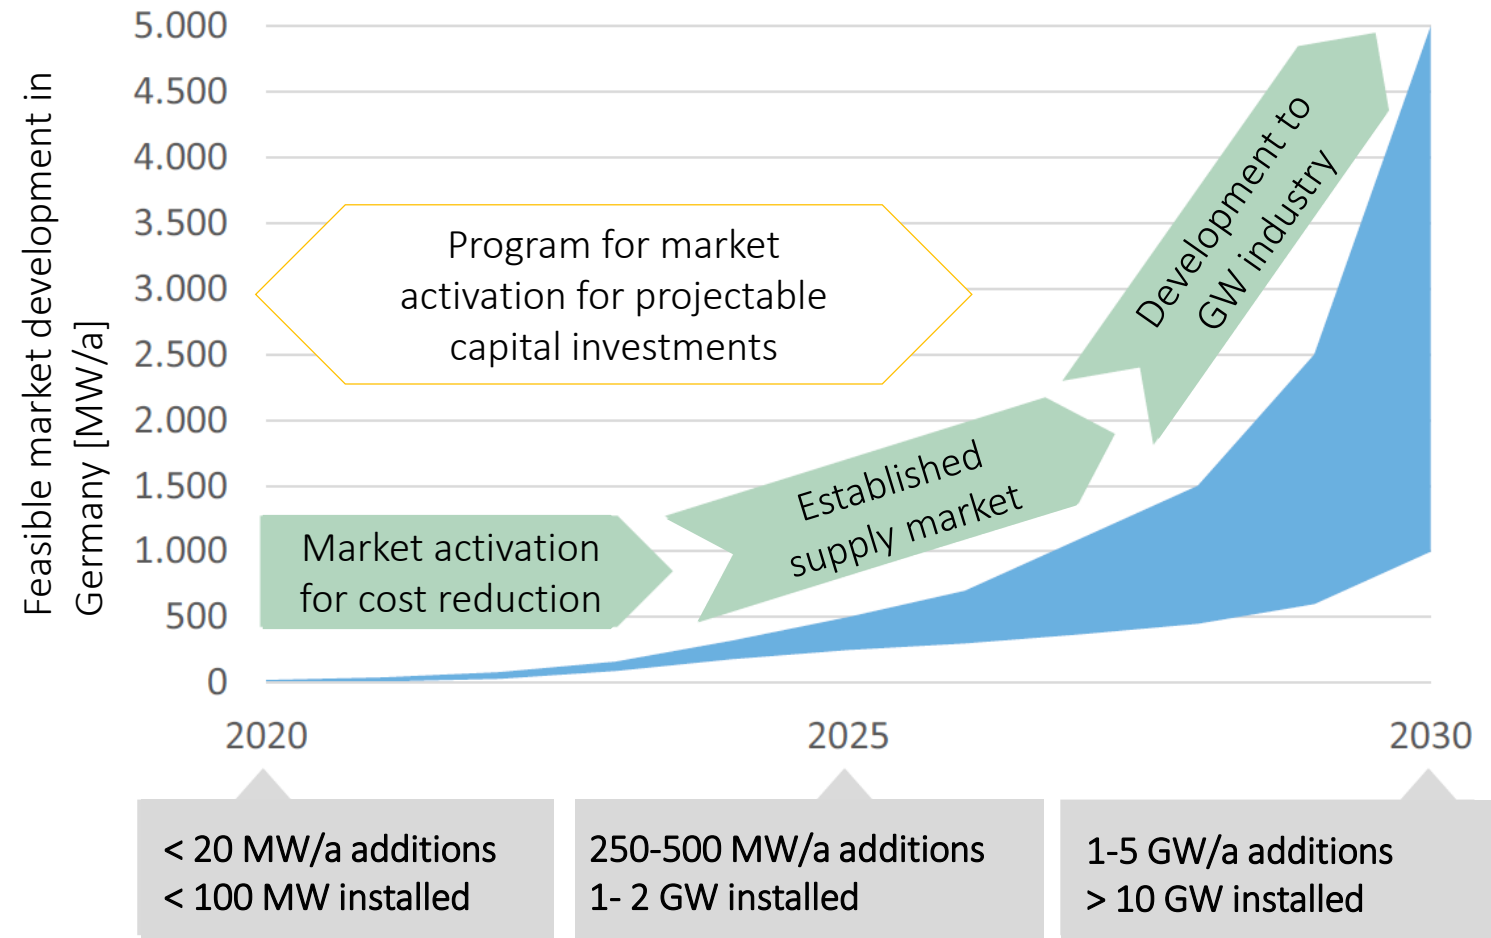 Feasible market development in
Germany [MW/a]
5.000
4.500
4.000
3.500
3.000
2.500
2.000
1.500
1.000
500
0
Program for market
activation for projectable
capital investments
Market activation
for cost reduction
Established
supply market
Development to
GW industry
2020
2025
2030
< 20 MW/a additions
< 100 MW installed
250-500 MW/a additions
1- 2 GW installed
1-5 GW/a additions
> 10 GW installed